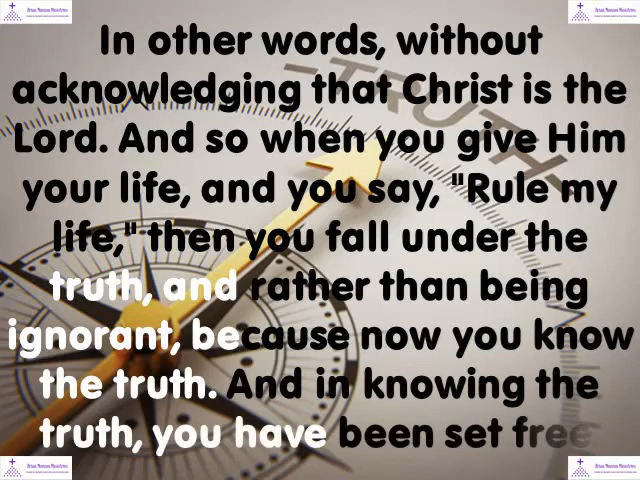 In other words, without
acknowledging that Christ is the
Lord. And so when you give Him
your life, and you say, "Rule my
life," then you fall under the
truth, and rather than being
ignorant, because now you know
the truth. And in knowing the
truth, you have been set free
TRUTH